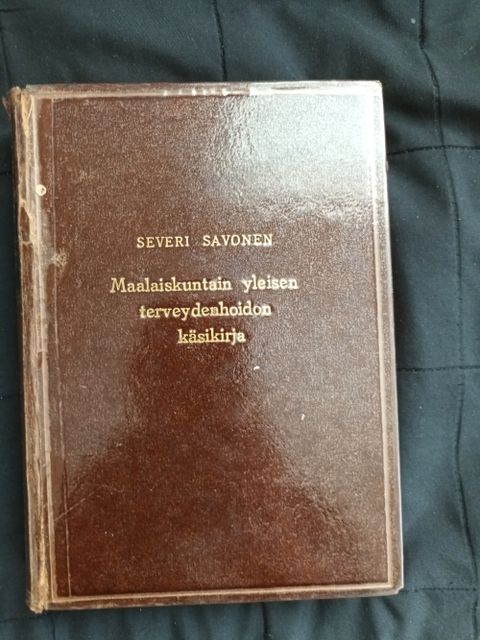 SEVERI SAVONEN
Maalaiskuntain yleisen
terveydenhoidon
käsikirja